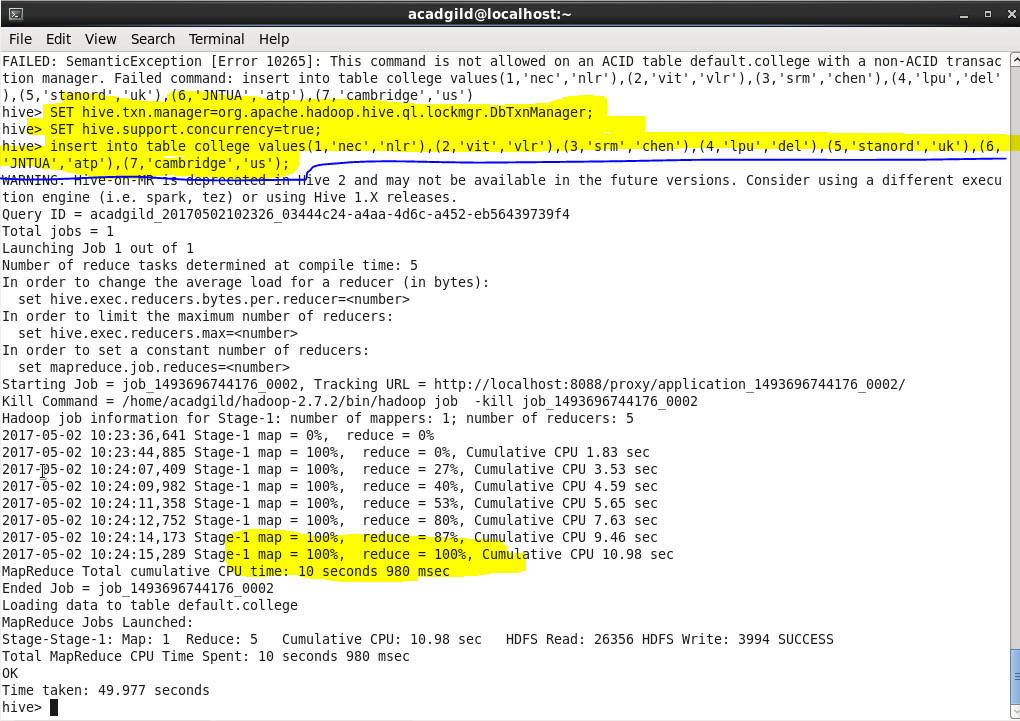 acadgild@localhost:~
File Edit View Search Terminal Help
FAILED: SemanticException [Error 10265]: This command is not allowed on an ACID table default.college with a non-ACID transac
tion manager. Failed command: insert into table college values(1,'nec','nlr'),(2,'vit','vlr'),(3,'srm','chen'),(4,'lpu','del'
),(5,'stanord','uk'),(6,'JNTUA','atp'),(7,'cambridge','us')
hive> SET hive.txn.manager=org.apache.hadoop.hive.ql.lockmgr.DbTxnManager;
hive> SET hive.support.concurrency=true;
hive> insert into table college values(1,'nec','nlr'),(2,'vit','vlr'),(3,'srm','chen'),(4,'lpu','del'),(5,'stanord','uk'),(6,
'JNTUA','atp'),(7,'cambridge','us');
WARNING: Hive-on-MR is deprecated in Hive 2 and may not be available in the future versions. Consider using a different execu
tion engine (i.e. spark, tez) or using Hive 1.X releases.
Query ID = acadgild_20170502102326_03444c24-a4aa-4d6c-a452-eb56439739f4
Total jobs = 1
Launching Job 1 out of 1
Number of reduce tasks determined at compile time: 5
In order to change the average load for a reducer (in bytes):
  set hive.exec.reducers.bytes.per.reducer=<number>
In order to limit the maximum number of reducers:
  set hive.exec.reducers.max=<number>
In order to set a constant number of reducers:
  set mapreduce.job.reduces=<number>
Starting Job = job_1493696744176_0002, Tracking URL = http://localhost:8088/proxy/application_1493696744176_0002/
Kill Command = /home/acadgild/hadoop-2.7.2/bin/hadoop job  -kill job_1493696744176_0002
Hadoop job information for Stage-1: number of mappers: 1; number of reducers: 5
2017-05-02 10:23:36,641 Stage-1 map = 0%,  reduce = 0%
2017-05-02 10:23:44,885 Stage-1 map = 100%,  reduce = 0%, Cumulative CPU 1.83 sec
2017-05-02 10:24:07,409 Stage-1 map = 100%,  reduce = 27%, Cumulative CPU 3.53 sec
2017-05-02 10:24:09,982 Stage-1 map = 100%,  reduce = 40%, Cumulative CPU 4.59 sec
2017-05-02 10:24:11,358 Stage-1 map = 100%,  reduce = 53%, Cumulative CPU 5.65 sec
2017-05-02 10:24:12,752 Stage-1 map = 100%,  reduce = 80%, Cumulative CPU 7.63 sec
2017-05-02 10:24:14,173 Stage-1 map = 100%,  reduce = 87%, Cumulative CPU 9.46 sec
2017-05-02 10:24:15,289 Stage-1 map = 100%,  reduce = 100%, Cumulative CPU 10.98 sec
MapReduce Total cumulative CPU time: 10 seconds 980 msec
Ended Job = job_1493696744176_0002
Loading data to table default.college
MapReduce Jobs Launched:
Stage-Stage-1: Map: 1  Reduce: 5   Cumulative CPU: 10.98 sec   HDFS Read: 26356 HDFS Write: 3994 SUCCESS
Total MapReduce CPU Time Spent: 10 seconds 980 msec
OK
Time taken: 49.977 seconds
hive>